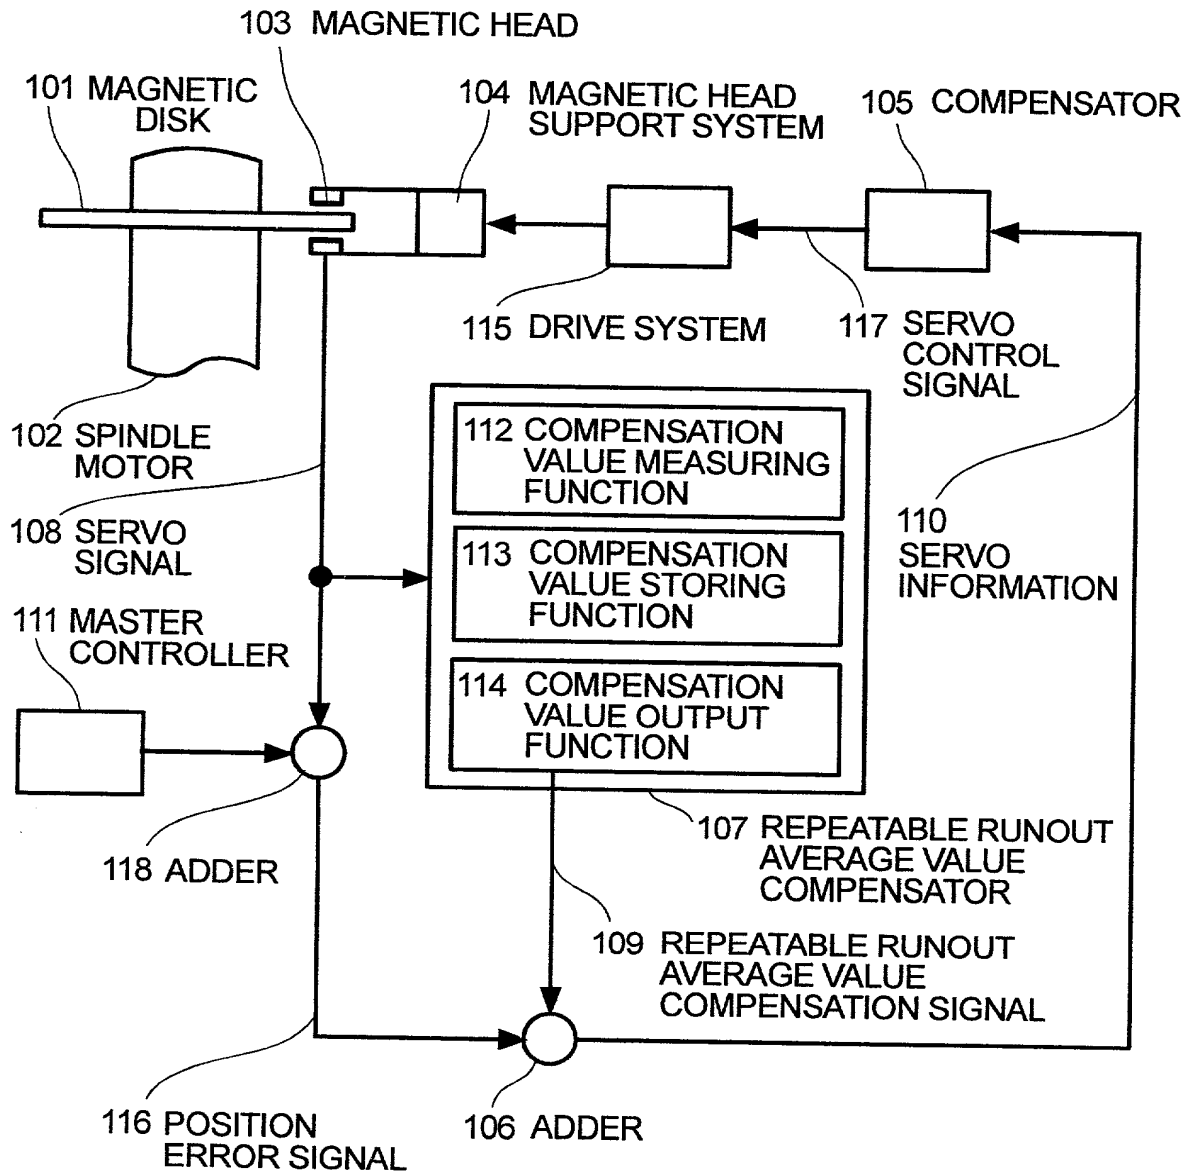 103 MAGNETIC HEAD
101 MAGNETIC
DISK
104 MAGNETIC HEAD
SUPPORT SYSTEM
105 COMPENSATOR
115 DRIVE SYSTEM
117 SERVO
CONTROL
SIGNAL
102 SPINDLE
MOTOR
112 COMPENSATION
VALUE MEASURING
FUNCTION
108 SERVO
SIGNAL
110
SERVO
INFORMATION
113 COMPENSATION
VALUE STORING
FUNCTION
111 MASTER
CONTROLLER
114 COMPENSATION
VALUE OUTPUT
FUNCTION
118 ADDER
107 REPEATABLE RUNOUT
AVERAGE VALUE
COMPENSATOR
109 REPEATABLE RUNOUT
AVERAGE VALUE
COMPENSATION SIGNAL
116 POSITION
ERROR SIGNAL
106 ADDER